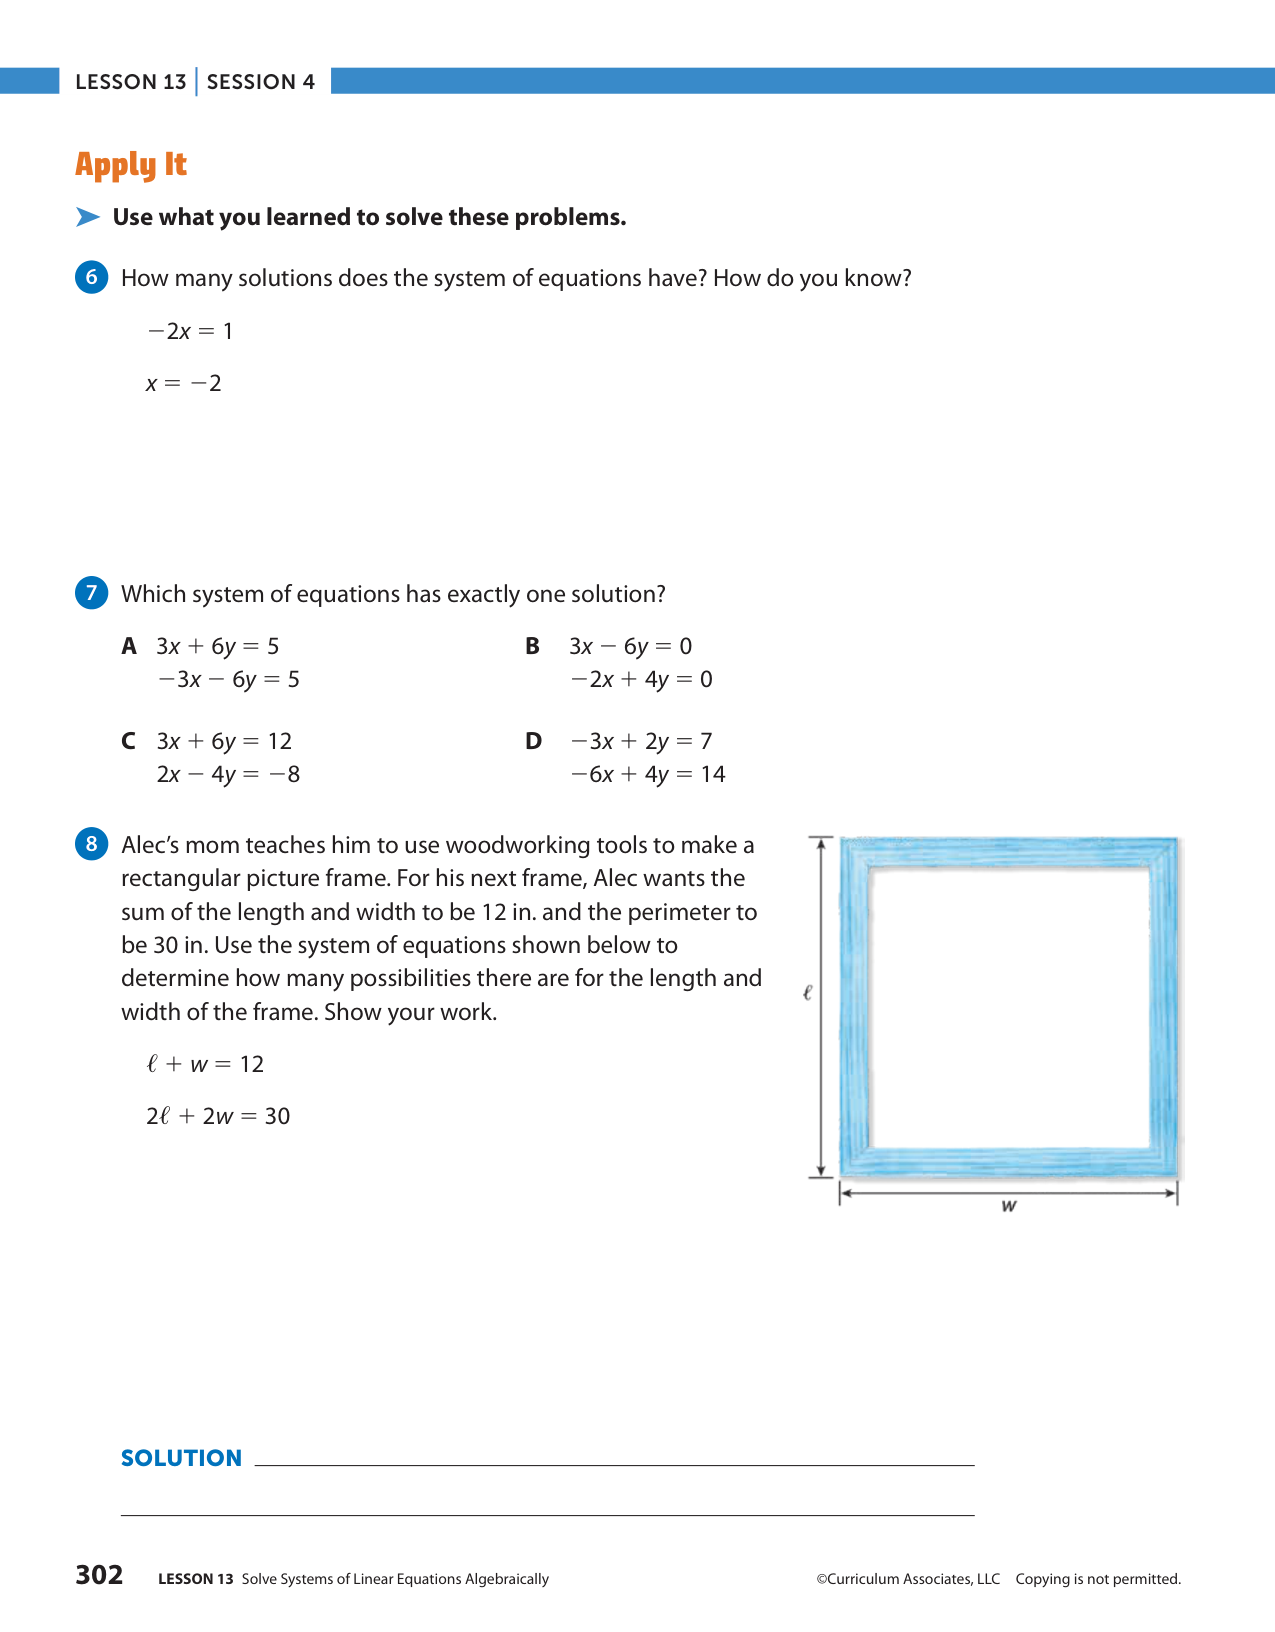 LESSON 13 | SESSION 4
Apply It
Use what you learned to solve these problems.
6 How many solutions does the system of equations have? How do you know?
−2x = 1
x = −2
7 Which system of equations has exactly one solution?
A 3x + 6y = 5 B 3x − 6y = 0
−3x − 6y = 5 −2x + 4y = 0
C 3x + 6y = 12 D −3x + 2y = 7
2x − 4y = −8 −6x + 4y = 14
8 Alec’s mom teaches him to use woodworking tools to make a
rectangular picture frame. For his next frame, Alec wants the
sum of the length and width to be 12 in. and the perimeter to
be 30 in. Use the system of equations shown below to
determine how many possibilities there are for the length and
width of the frame. Show your work.
ℓ + w = 12
2ℓ + 2w = 30
ℓ
w
SOLUTION
302 LESSON 13 Solve Systems of Linear Equations Algebraically ©Curriculum Associates, LLC Copying is not permitted.